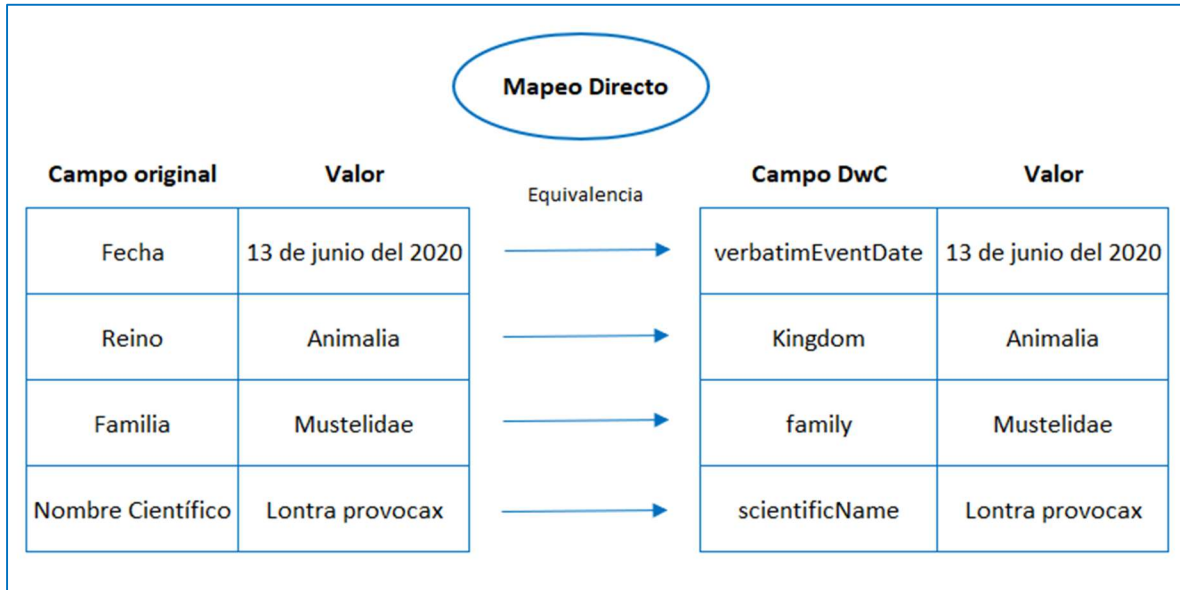 Mapeo Directo
Campo original Valor Equivalencia Campo DwC Valor
Fecha 13 de junio del 2020 verbatimEventDate 13 de junio del 2020
Reino Animalia Kingdom Animalia
Familia Mustelidae family Mustelidae
Nombre Científico Lontra provocax scientificName Lontra provocax